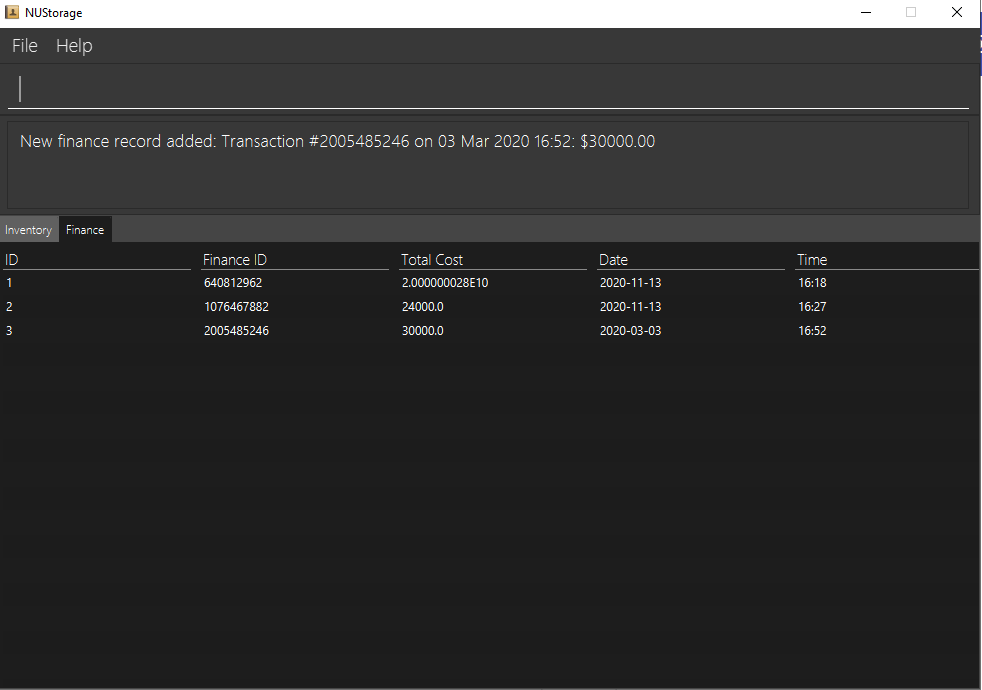 NUStorage
File Help
New finance record added: Transaction #2005485246 on 03 Mar 2020 16:52: $30000.00
Inventory Finance
ID Finance ID Total Cost Date Time
1 640812962 2.000000028E10 2020-11-13 16:18
2 1076467882 24000.0 2020-11-13 16:27
3 2005485246 30000.0 2020-03-03 16:52